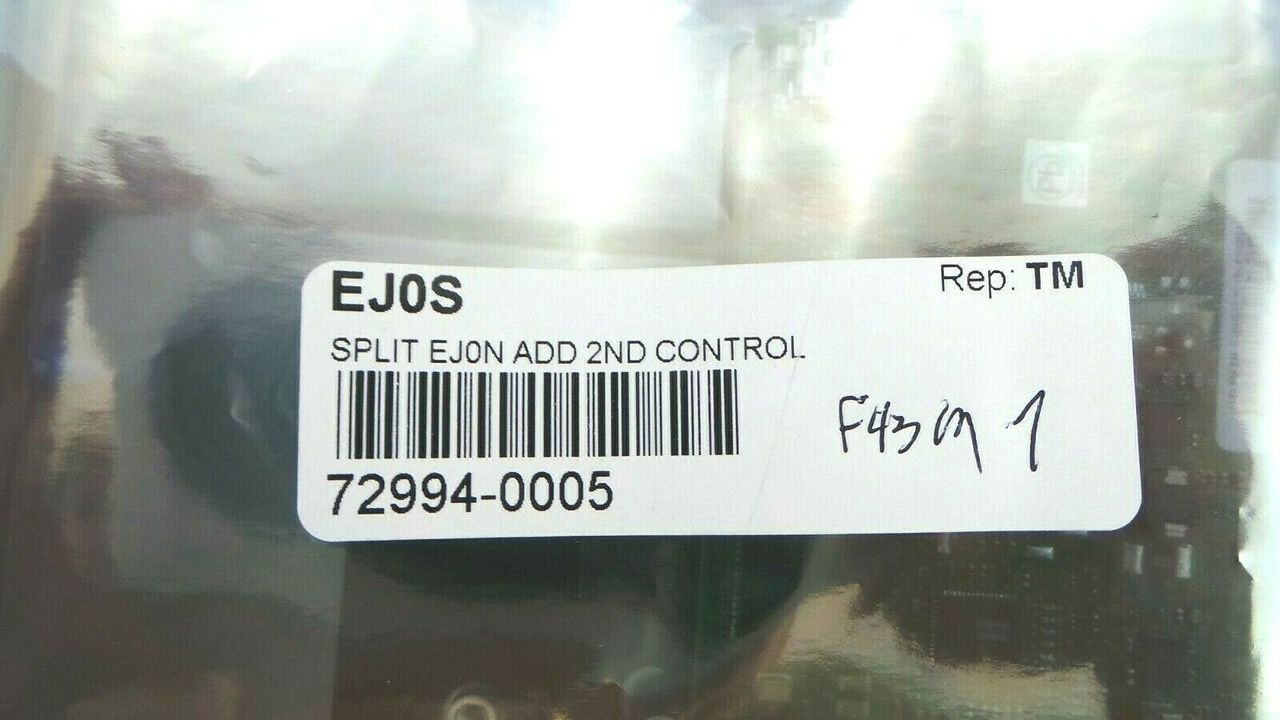 EJ0S
Rep: TM
SPLIT EJ0N ADD 2ND CONTROL
72994-0005